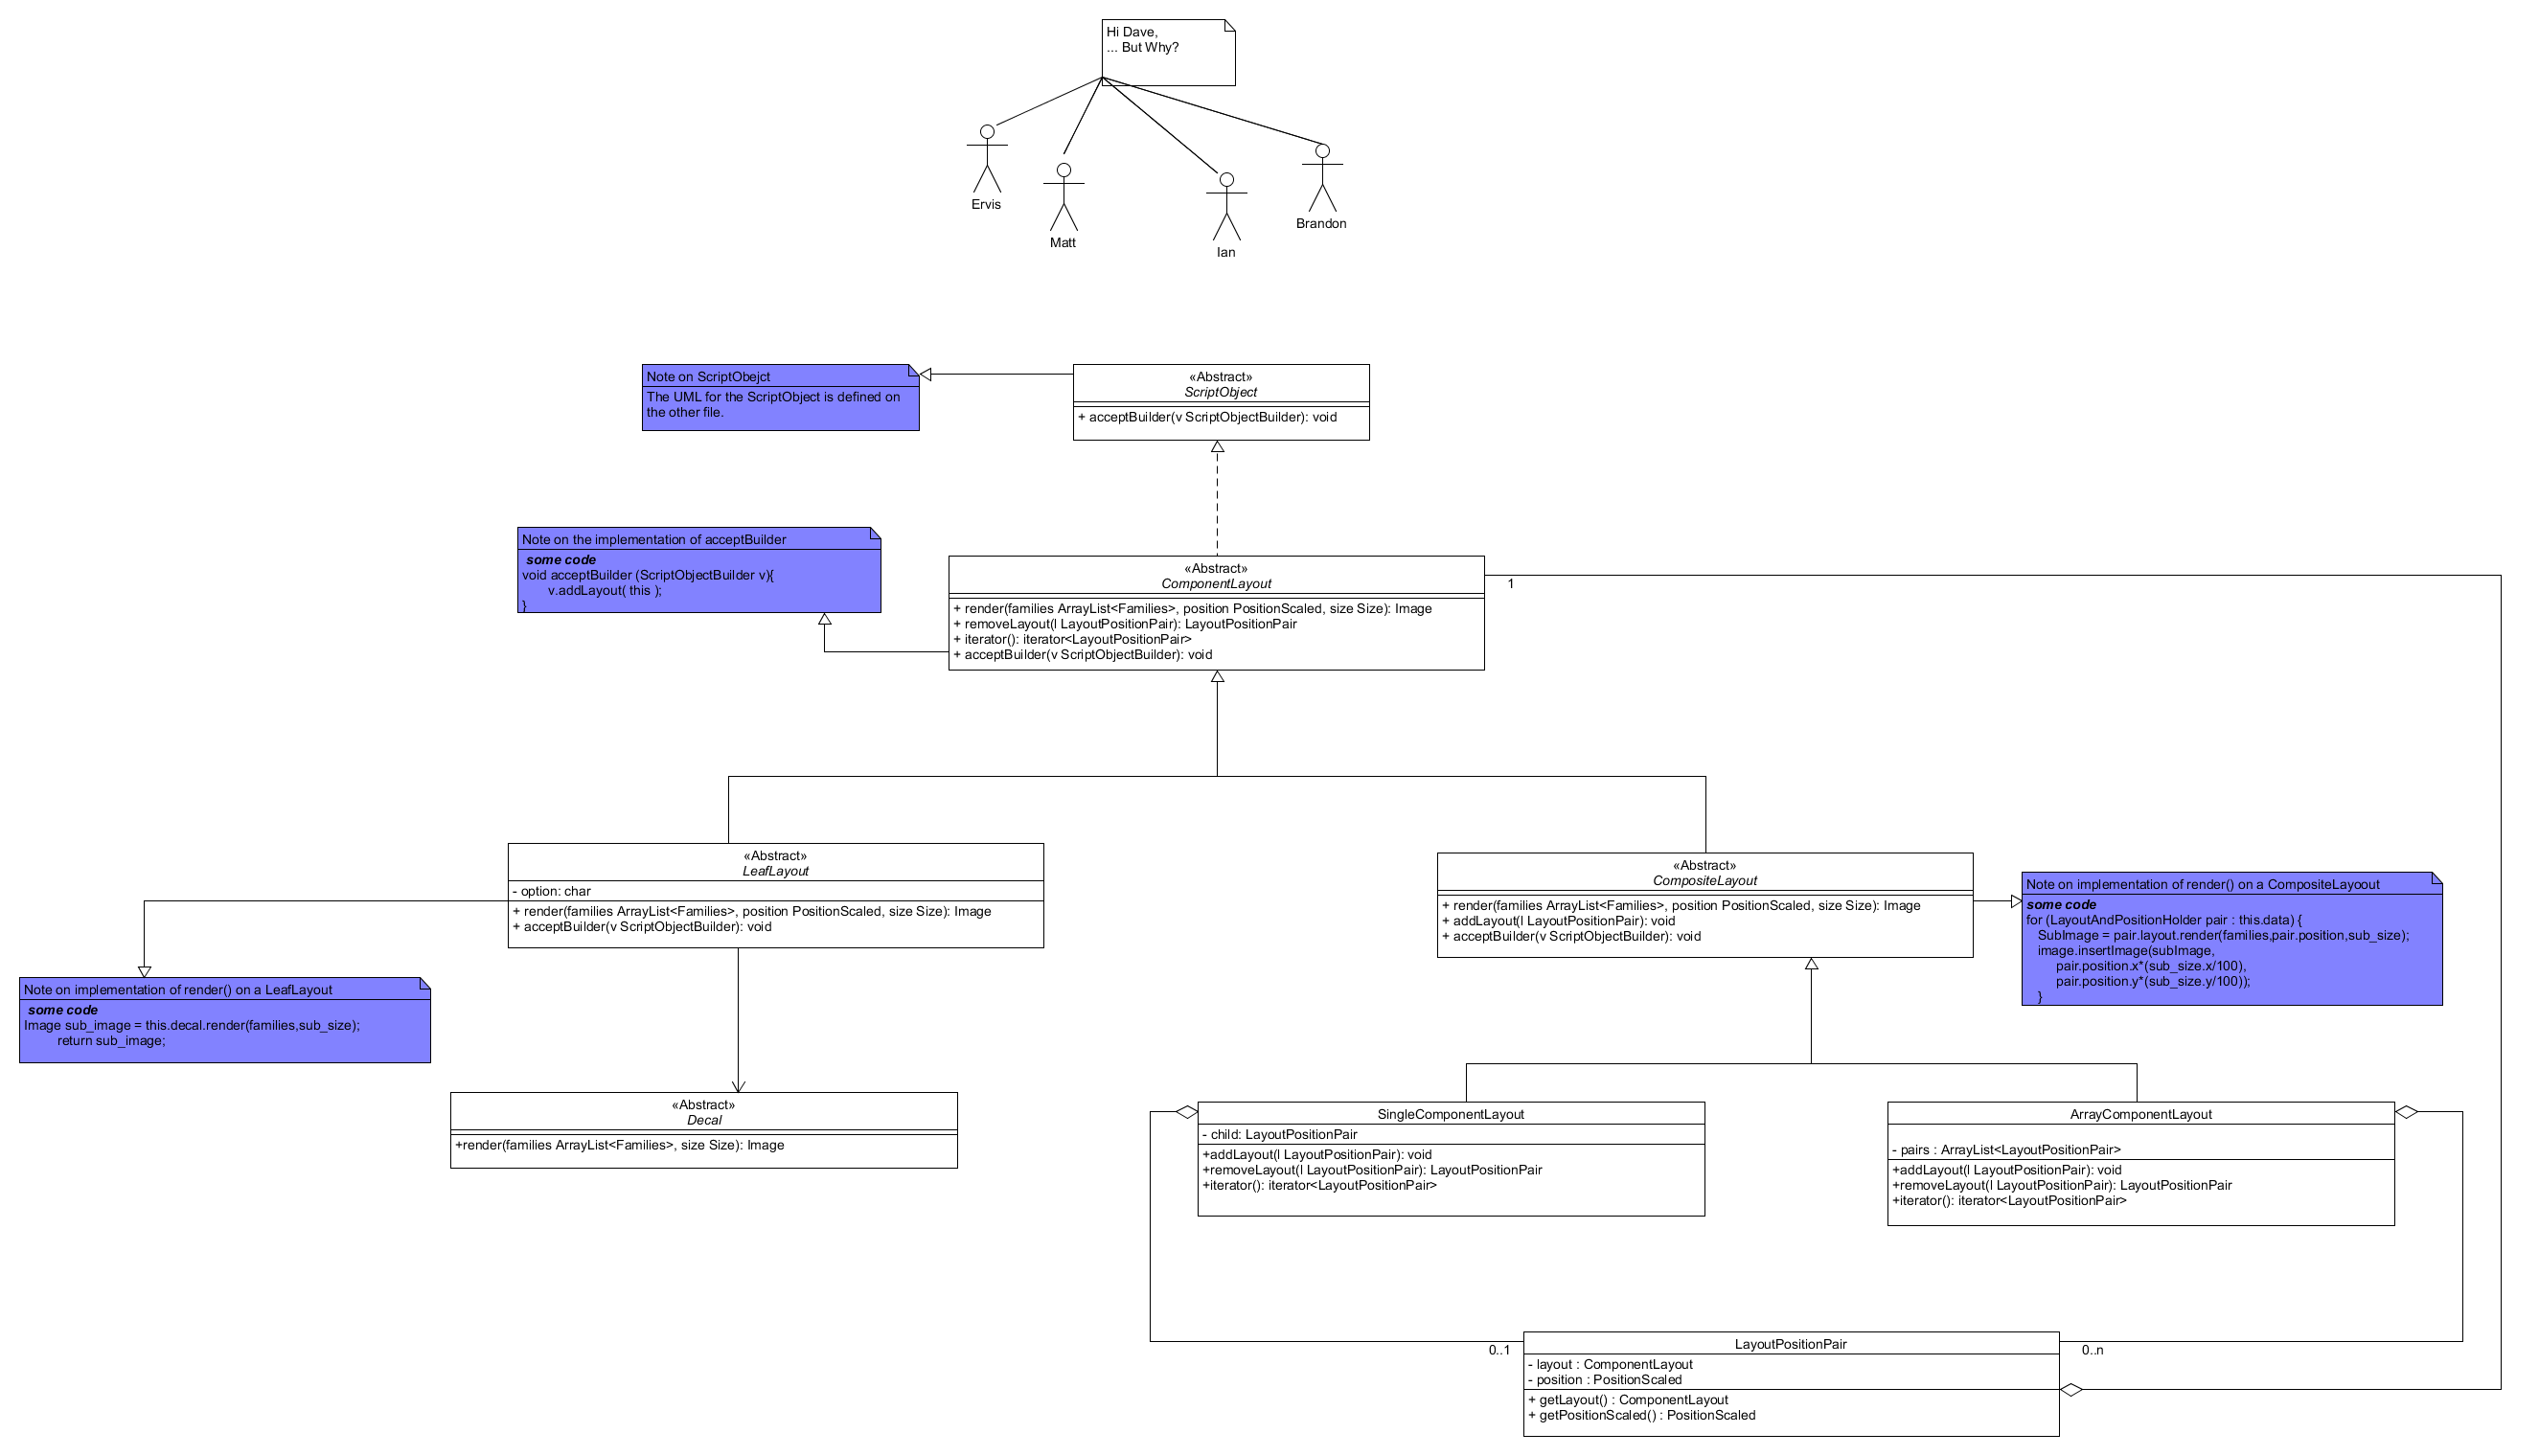 Hi Dave,
... But Why?
Ervis
Matt
Ian
Brandon
Note on ScriptObejct
The UML for the ScriptObject is defined on
the other file.
«Abstract»
ScriptObject
+ acceptBuilder(v ScriptObjectBuilder): void
Note on the implementation of acceptBuilder
some code
void acceptBuilder (ScriptObjectBuilder v){
v.addLayout( this );
}
«Abstract»
ComponentLayout
+ render(families ArrayList<Families>, position PositionScaled, size Size): Image
+ removeLayout(l LayoutPositionPair): LayoutPositionPair
+ iterator(): iterator<LayoutPositionPair>
+ acceptBuilder(v ScriptObjectBuilder): void
1
«Abstract»
LeafLayout
- option: char
+ render(families ArrayList<Families>, position PositionScaled, size Size): Image
+ acceptBuilder(v ScriptObjectBuilder): void
«Abstract»
CompositeLayout
+ render(families ArrayList<Families>, position PositionScaled, size Size): Image
+ addLayout(l LayoutPositionPair): void
+ acceptBuilder(v ScriptObjectBuilder): void
Note on implementation of render() on a CompositeLayoout
some code
for (LayoutAndPositionHolder pair : this.data) {
SubImage = pair.layout.render(families,pair.position,sub_size);
image.insertImage(subImage,
pair.position.x*(sub_size.x/100),
pair.position.y*(sub_size.y/100));
}
Note on implementation of render() on a LeafLayout
some code
Image sub_image = this.decal.render(families,sub_size);
return sub_image;
«Abstract»
Decal
+render(families ArrayList<Families>, size Size): Image
SingleComponentLayout
- child: LayoutPositionPair
+addLayout(l LayoutPositionPair): void
+removeLayout(l LayoutPositionPair): LayoutPositionPair
+iterator(): iterator<LayoutPositionPair>
ArrayComponentLayout
- pairs : ArrayList<LayoutPositionPair>
+addLayout(l LayoutPositionPair): void
+removeLayout(l LayoutPositionPair): LayoutPositionPair
+iterator(): iterator<LayoutPositionPair>
0..1
LayoutPositionPair
- layout : ComponentLayout
- position : PositionScaled
+ getLayout() : ComponentLayout
+ getPositionScaled() : PositionScaled
0..n